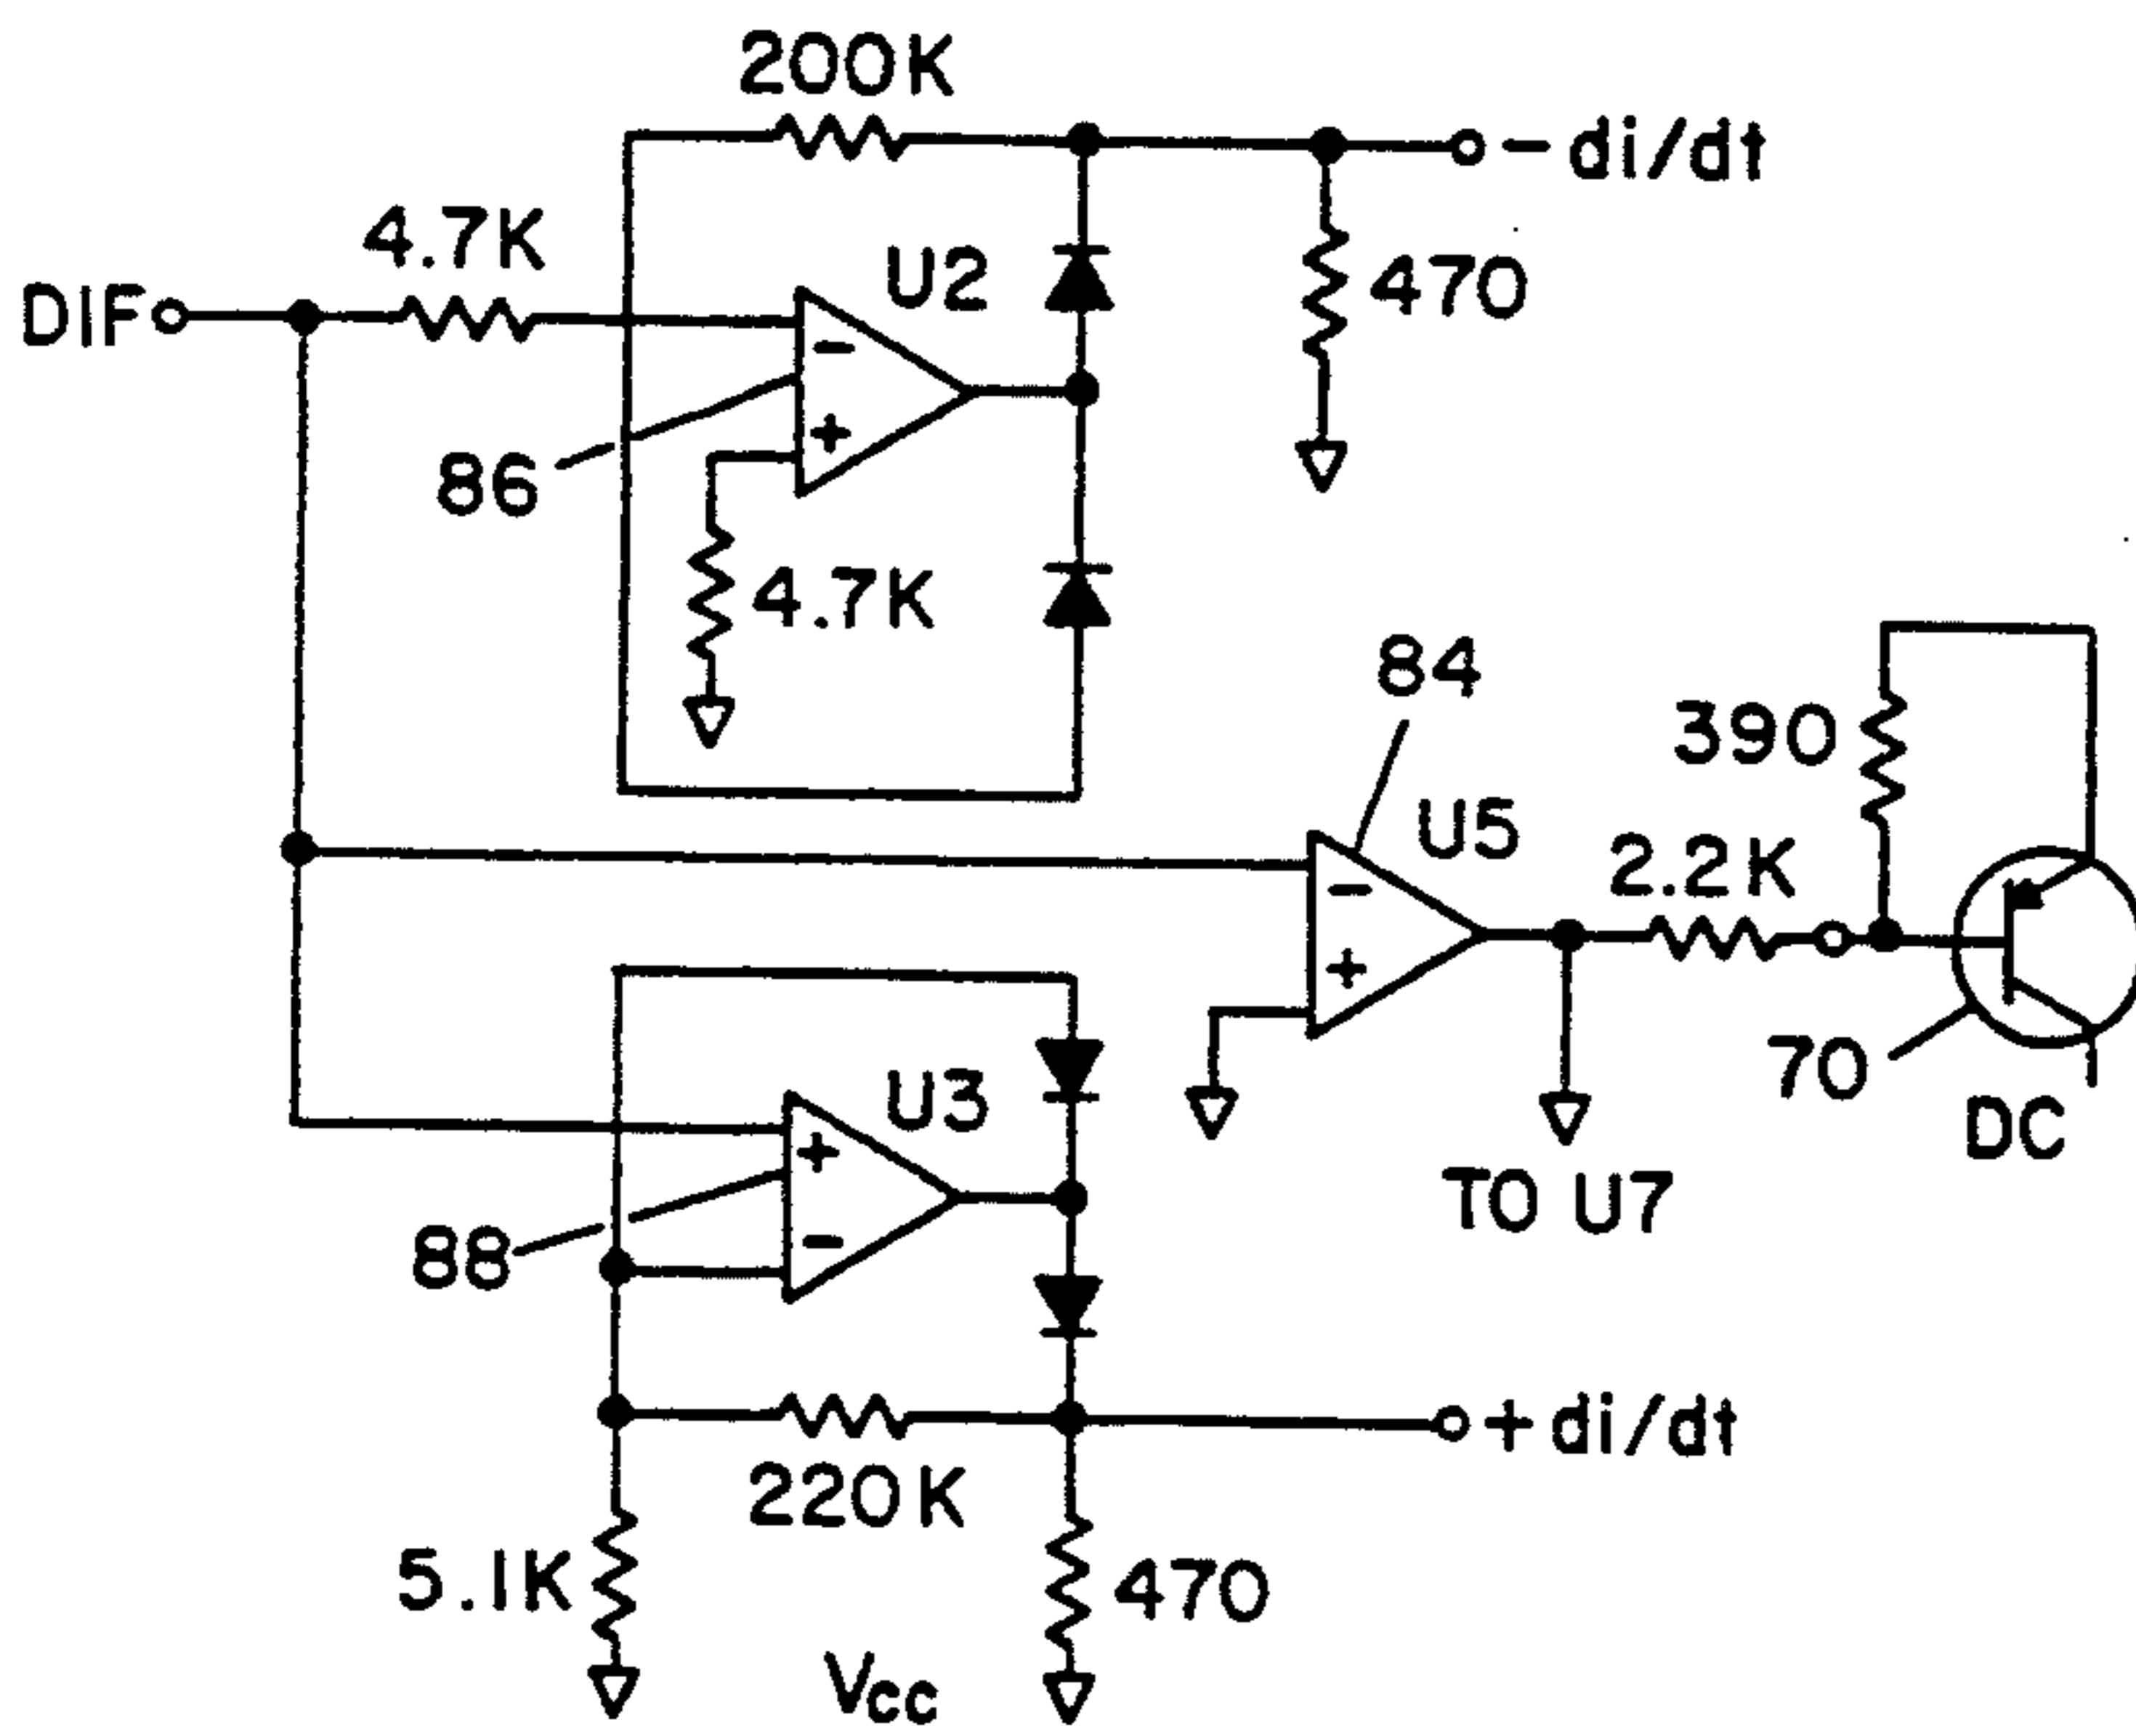 200K
- di/dt
4.7K
DIF
U2
-
+
470
86
4.7K
84
390
U5
2.2K
-
+
70
DC
TO U7
U3
+
-
88
+ di/dt
220K
5.1K
470
Vcc